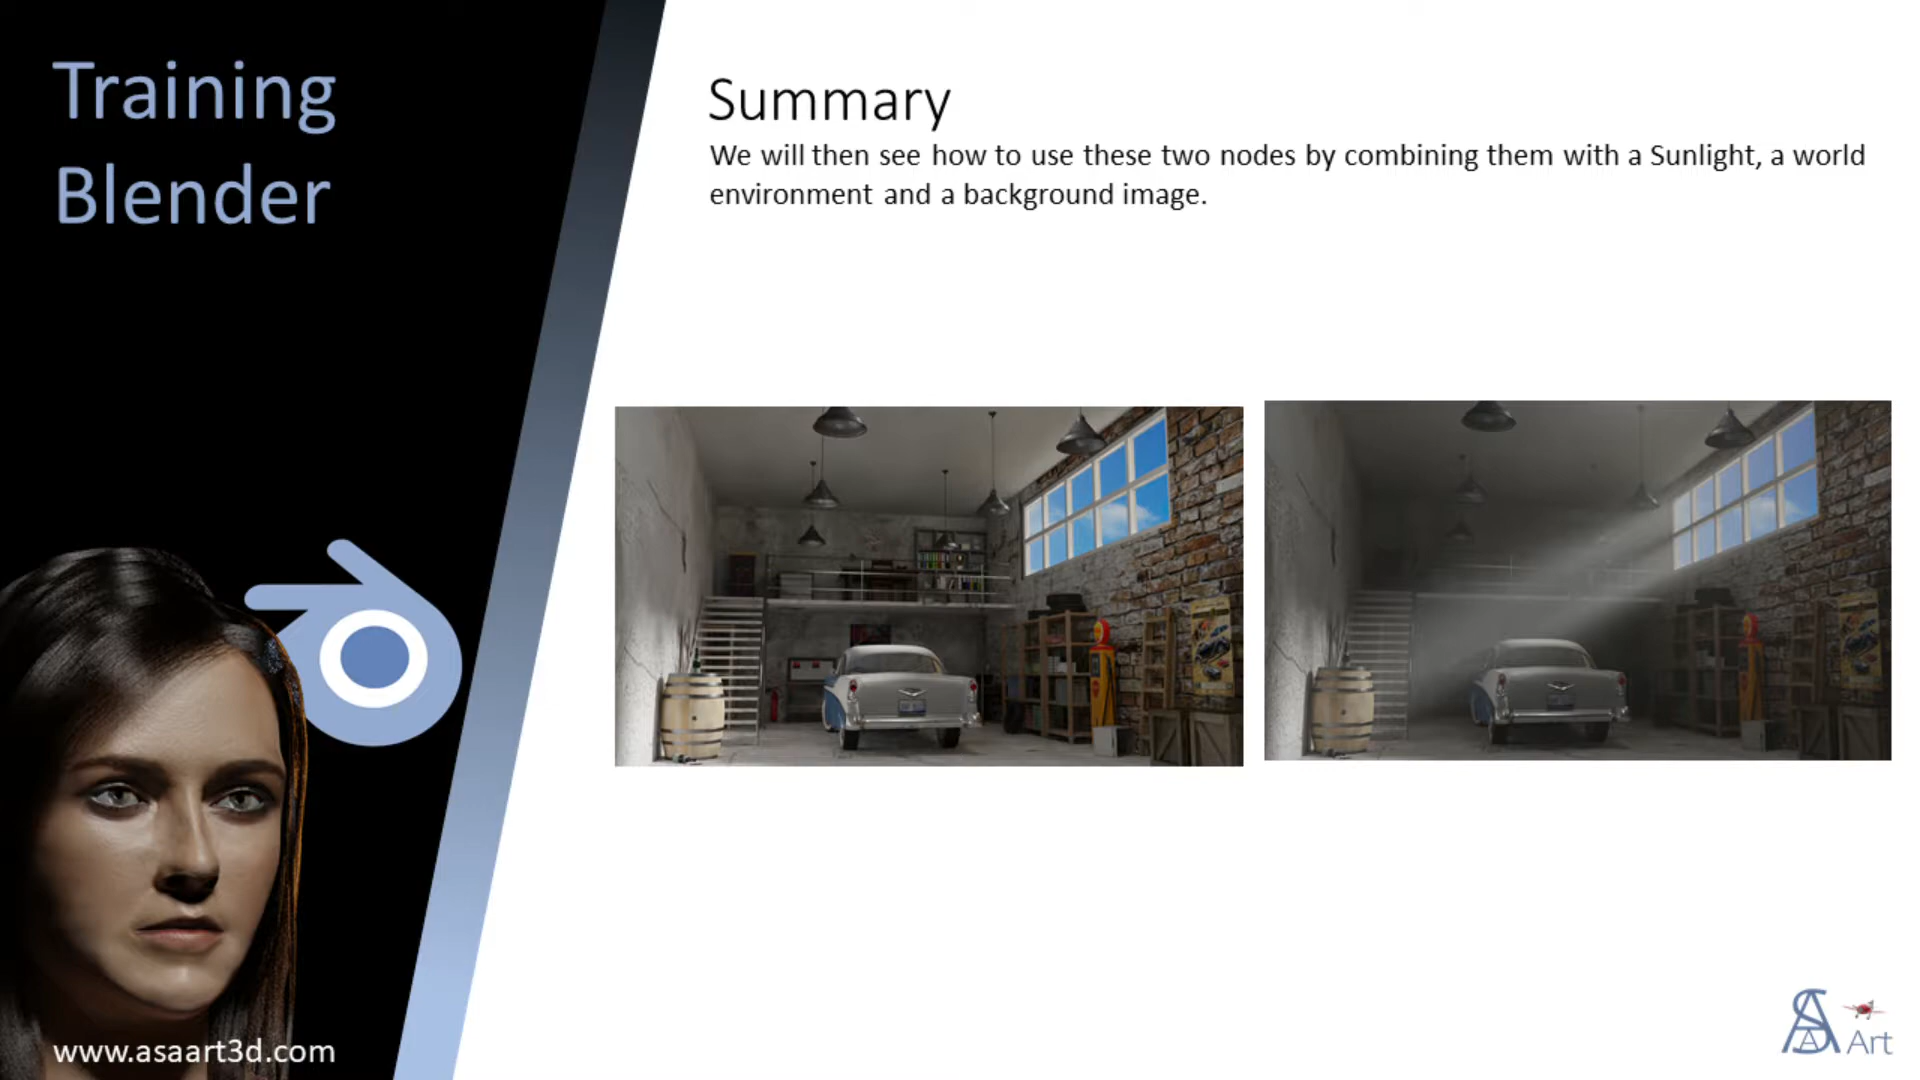 Training
Blender
Summary
We will then see how to use these two nodes by combining them with a Sunlight, a world
environment and a background image.
www.asaart3d.com
ASA Art